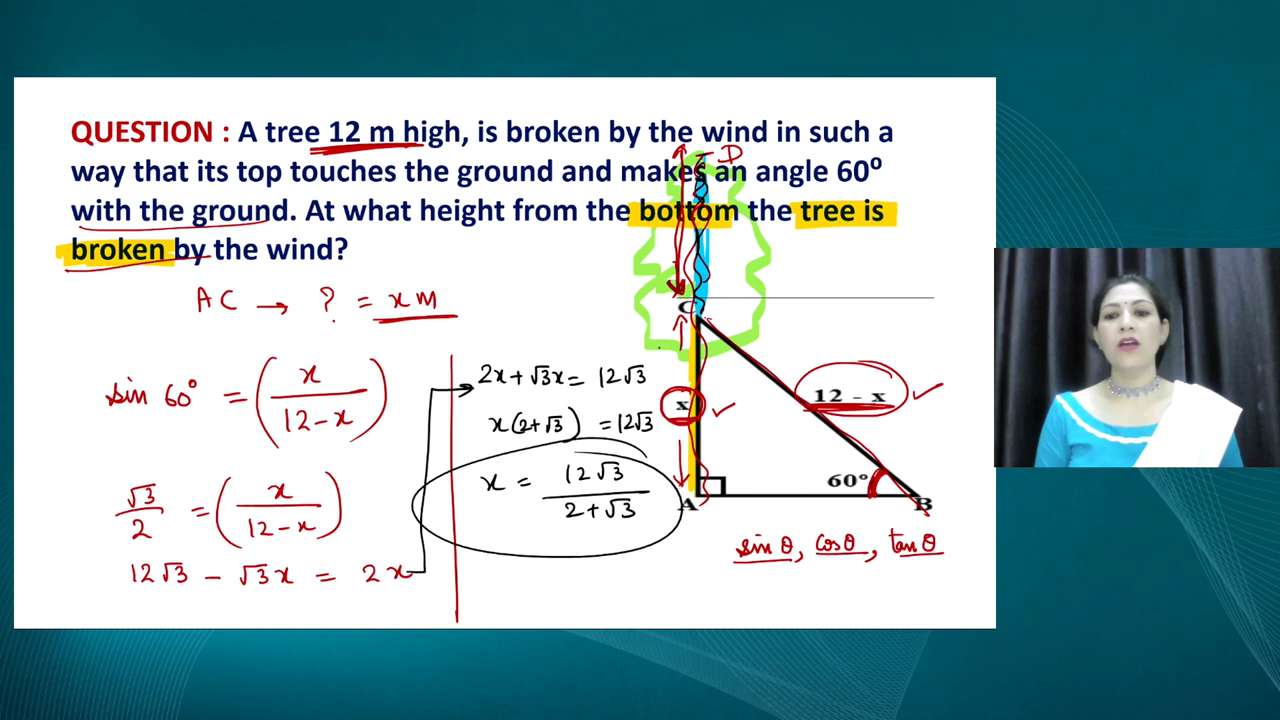 QUESTION : A tree 12 m high, is broken by the wind in such a
way that its top touches the ground and makes an angle 60⁰
with the ground. At what height from the bottom the tree is
broken by the wind?
D
AC → ? = x m
sin 60° = (x / 12-x)
√3/2 = (x / 12-x)
12√3 - √3x = 2x
2x + √3x = 12√3
x(2+√3) = 12√3
x = 12√3 / 2+√3
C
x
12 - x
60°
A
B
sin θ, cos θ, tan θ